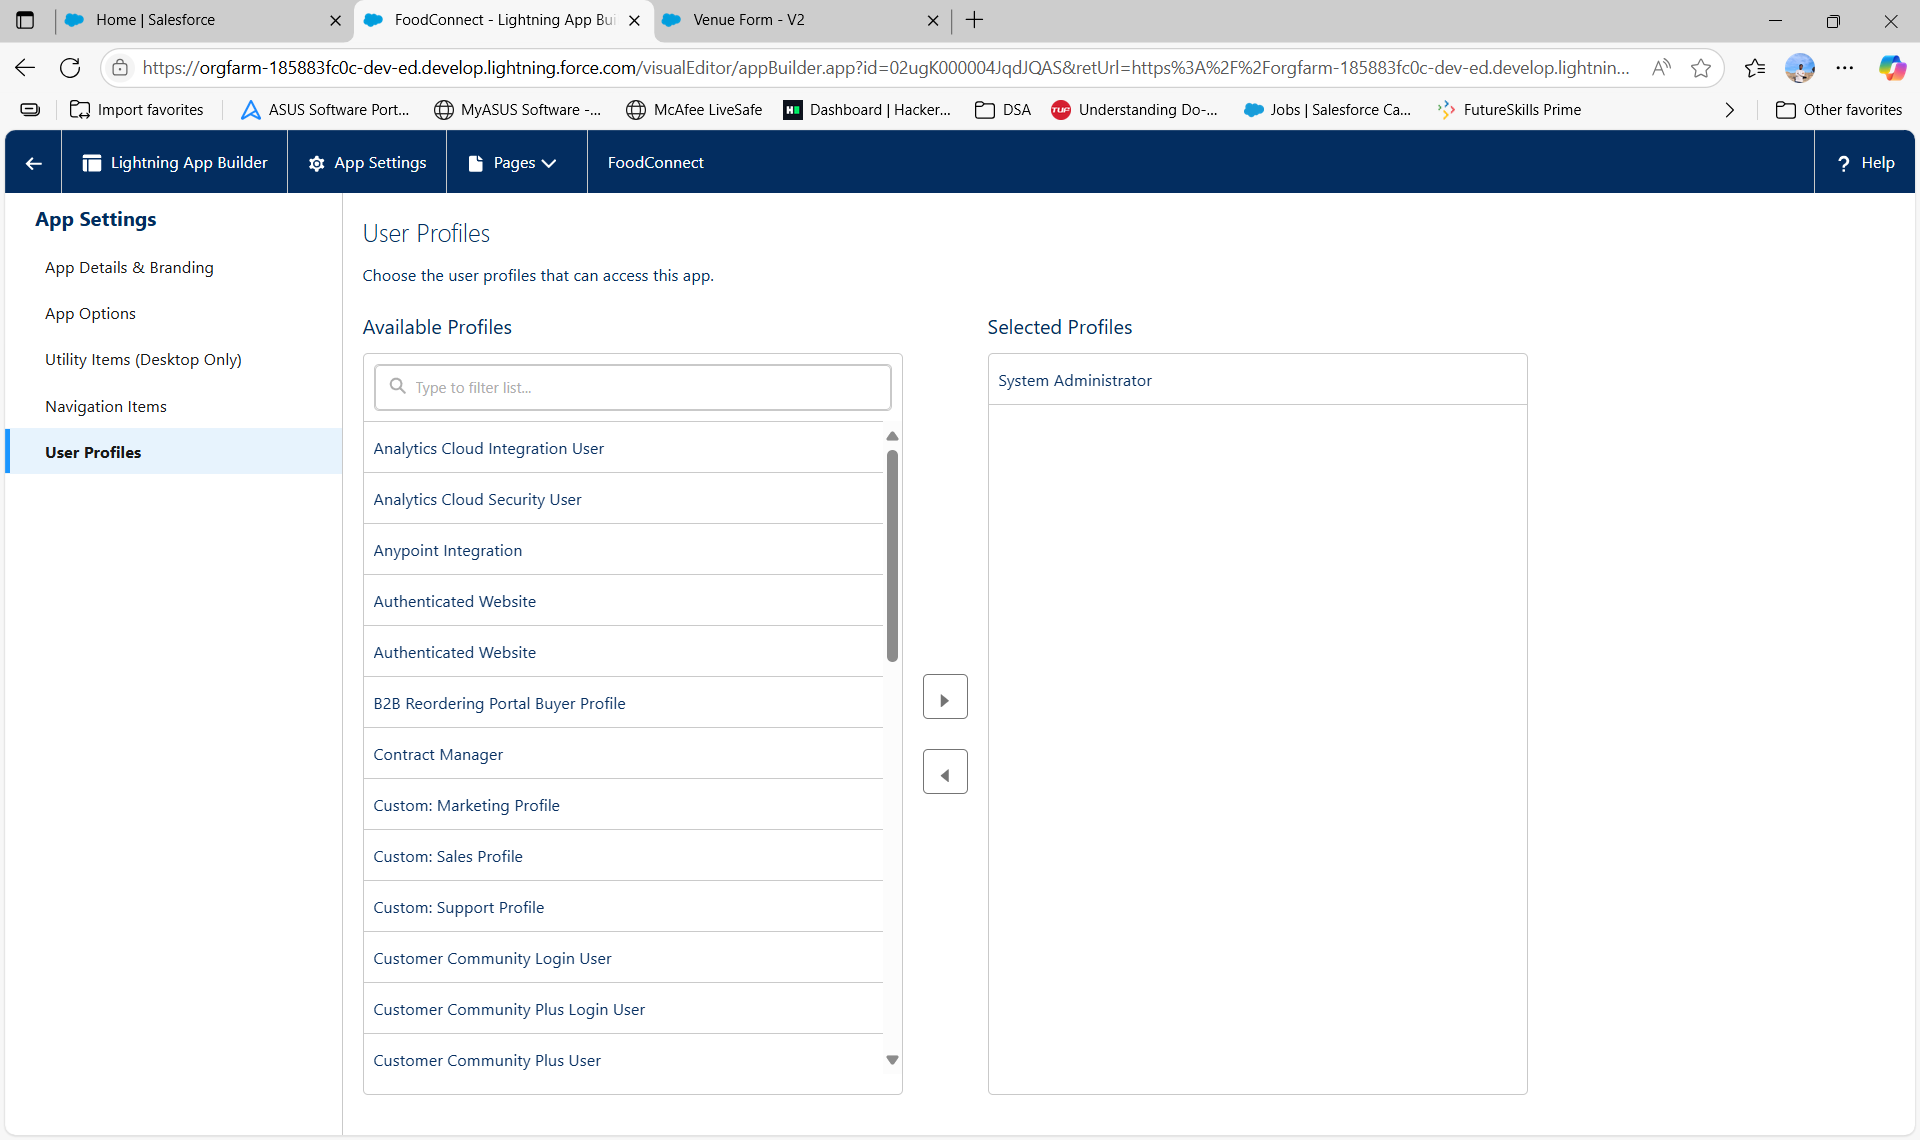 Home | Salesforce
FoodConnect - Lightning App Bui
Venue Form - V2
https://orgfarm-185883fc0c-dev-ed.develop.lightning.force.com/visualEditor/appBuilder.app?id=02ugK000004JqdJQAS&retUrl=https%3A%2F%2Forgfarm-185883fc0c-dev-ed.develop.lightnin...
Import favorites
ASUS Software Port...
MyASUS Software -...
McAfee LiveSafe
Dashboard | Hacker...
DSA
Understanding Do-...
Jobs | Salesforce Ca...
FutureSkills Prime
Other favorites
Lightning App Builder
App Settings
Pages
FoodConnect
? Help
App Settings
App Details & Branding
App Options
Utility Items (Desktop Only)
Navigation Items
User Profiles
User Profiles
Choose the user profiles that can access this app.
Available Profiles
Type to filter list...
Analytics Cloud Integration User
Analytics Cloud Security User
Anypoint Integration
Authenticated Website
Authenticated Website
B2B Reordering Portal Buyer Profile
Contract Manager
Custom: Marketing Profile
Custom: Sales Profile
Custom: Support Profile
Customer Community Login User
Customer Community Plus Login User
Customer Community Plus User
Selected Profiles
System Administrator